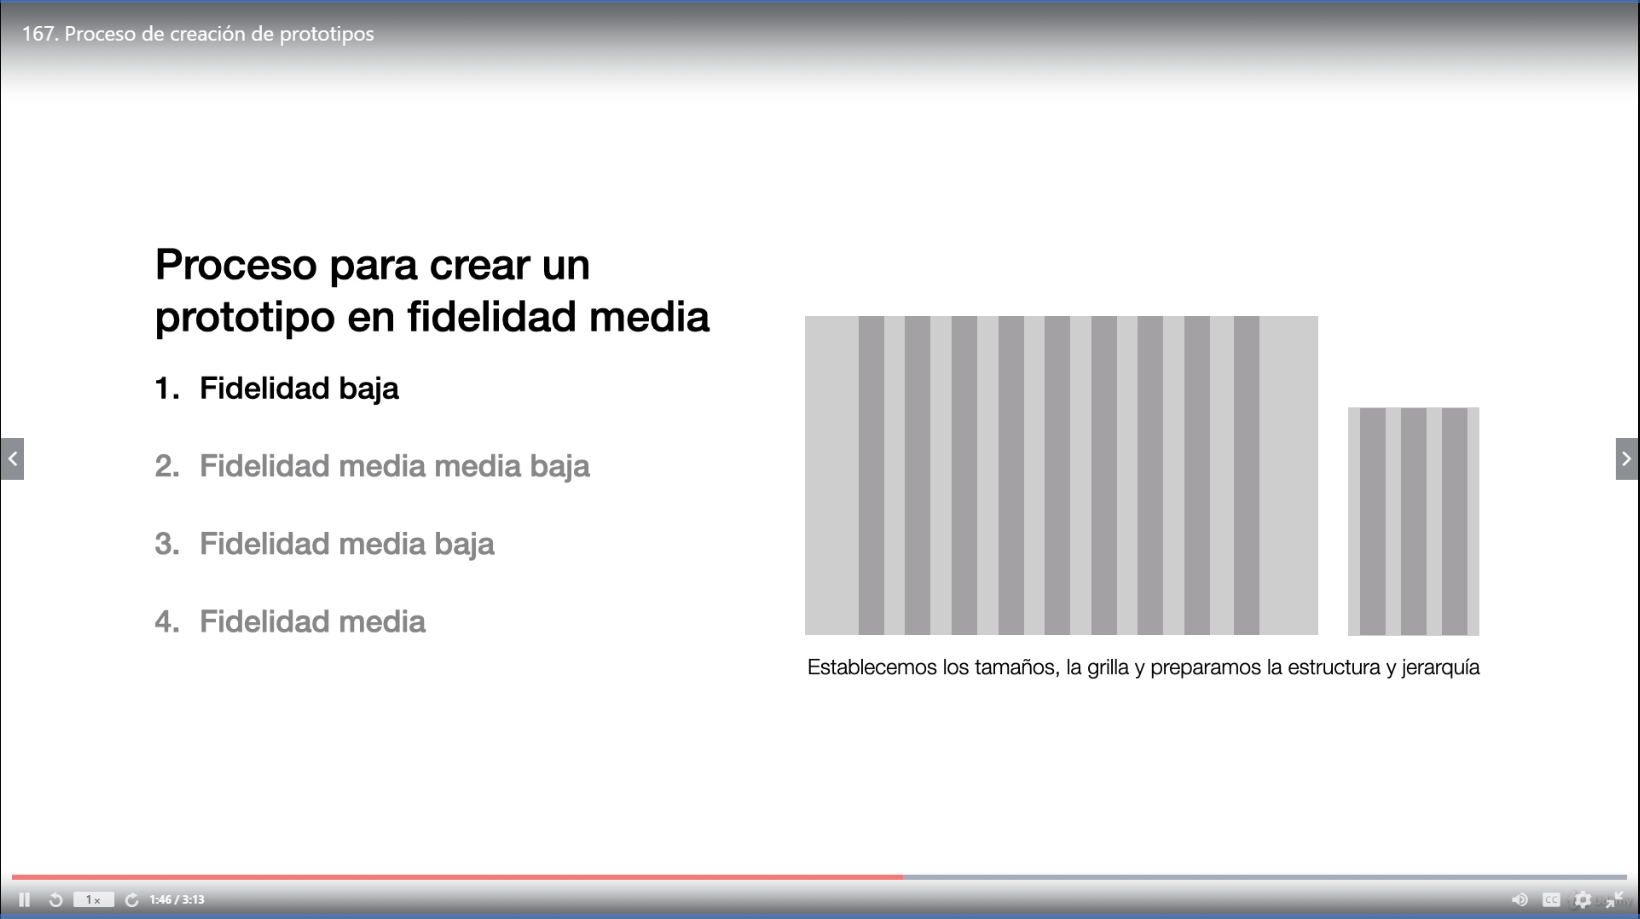 167. Proceso de creación de prototipos
Proceso para crear un
prototipo en fidelidad media
1. Fidelidad baja
2. Fidelidad media media baja
3. Fidelidad media baja
4. Fidelidad media
Establecemos los tamaños, la grilla y preparamos la estructura y jerarquía
1x
1:46 / 3:13
CC